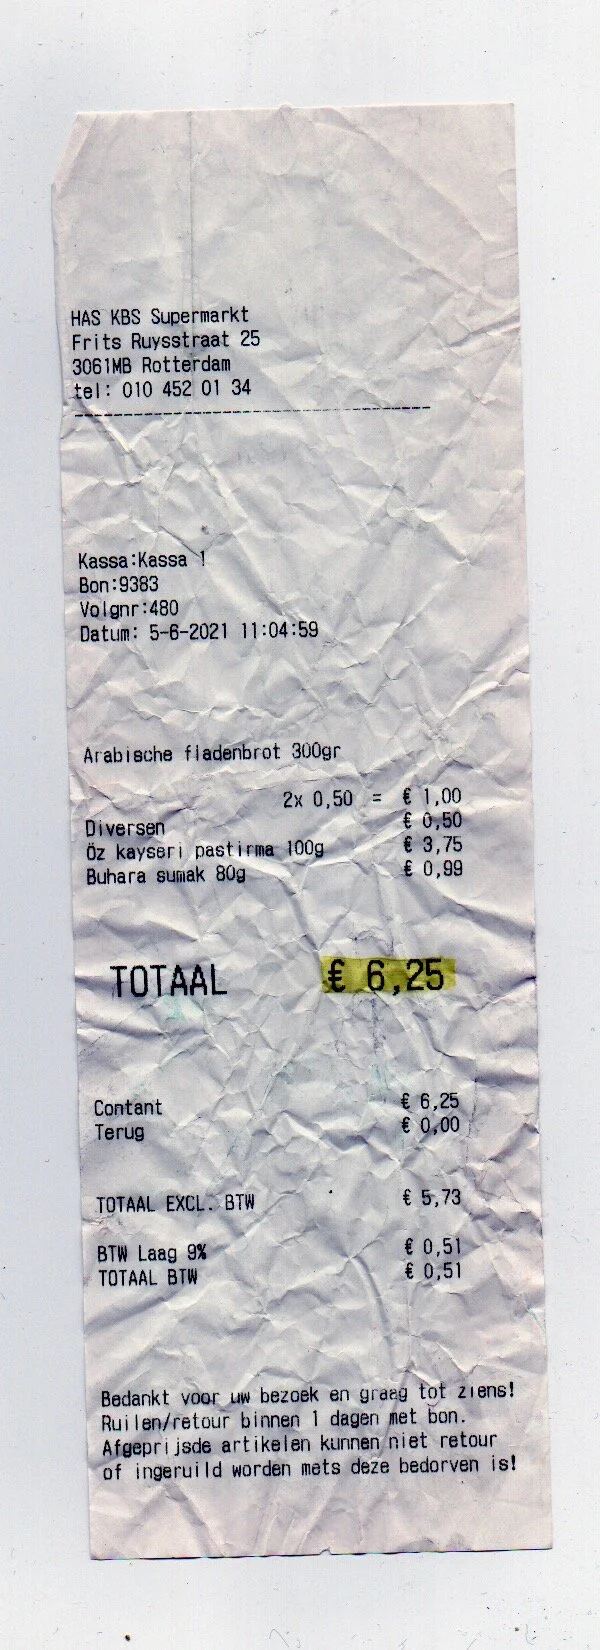 HAS KBS Supermarkt
Frits Ruysstraat 25
3061MB Rotterdam
tel: 010 452 01 34
------------------------------------
Kassa:Kassa 1
Bon:9383
Volgnr:480
Datum: 5-6-2021 11:04:59
Arabische fladenbrot 300gr
2x 0,50 = € 1,00
Diversen € 0,50
Öz kayseri pastirma 100g € 3,75
Buhara sumak 80g € 0,99
TOTAAL € 6,25
Contant € 6,25
Terug € 0,00
TOTAAL EXCL. BTW € 5,73
BTW Laag 9% € 0,51
TOTAAL BTW € 0,51
Bedankt voor uw bezoek en graag tot ziens!
Ruilen/retour binnen 1 dagen met bon.
Afgeprijsde artikelen kunnen niet retour
of ingeruild worden mets deze bedorven is!